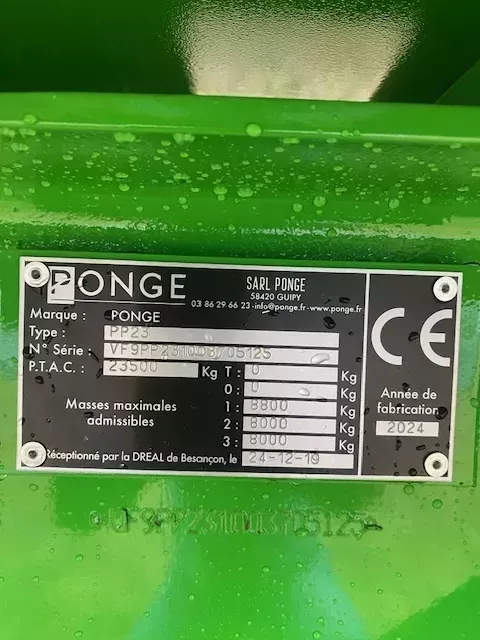 PONGE
SARL PONGE
58420 GUIPY
03 86 29 66 23 - info@ponge.fr - www.ponge.fr
Marque : PONGE
Type : PP23
N° Série :
P.T.A.C. : 23500 Kg T : 0 Kg
0 : 0 Kg
Masses maximales
admissibles
1 : 8800 Kg
2 : 8000 Kg
3 : 8000 Kg
Réceptionné par la DREAL de Besançon, le 24-12-19
CE
Année de
fabrication
2024